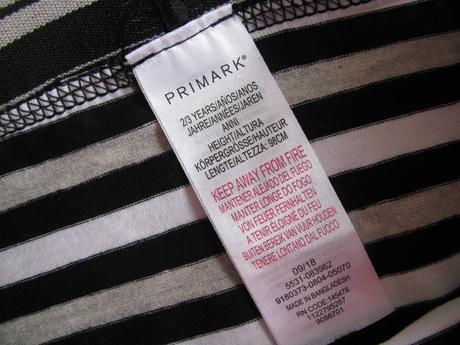 PRIMARK®
2/3 YEARS/AÑOS/ANOS
JAHRE/ANNÉES/JAREN
ANNI
HEIGHT/ALTURA
KÖRPERGRÖSSE/HAUTEUR
LENGTE/ALTEZZA: 98CM
KEEP AWAY FROM FIRE
MANTENER ALEJADO DEL FUEGO
MANTER LONGE DO FOGO
VON FEUER FERNHALTEN
A TENIR ÉLOIGNÉ DU FEU
BUITEN BEREIK VAN VUUR HOUDEN
TENERE LONTANO DAL FUOCO
09/18
5531-083962
9180373-0804-05070
MADE IN BANGLADESH
RN CODE: 145478
1122795287
9056701